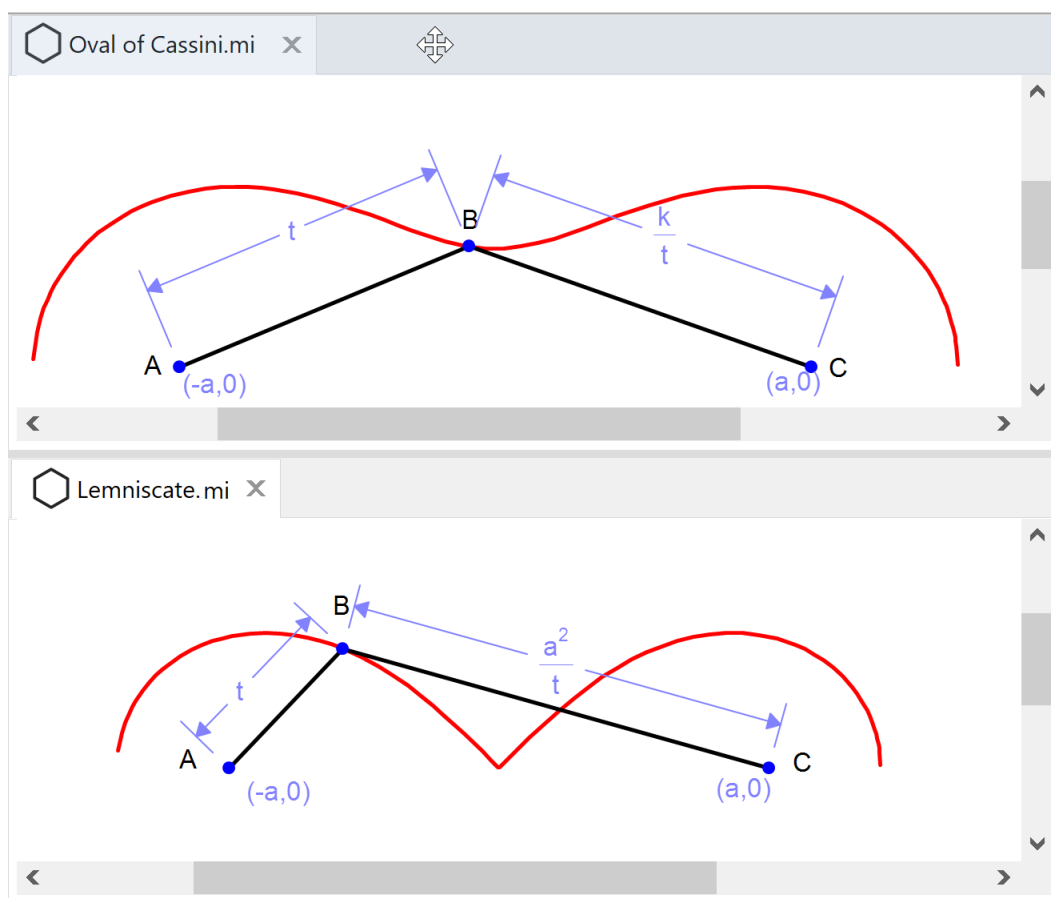 Oval of Cassini.mi
B
t
k
t
A
C
(-a,0)
(a,0)
Lemniscate.mi
B
a²
t
t
A
C
(-a,0)
(a,0)